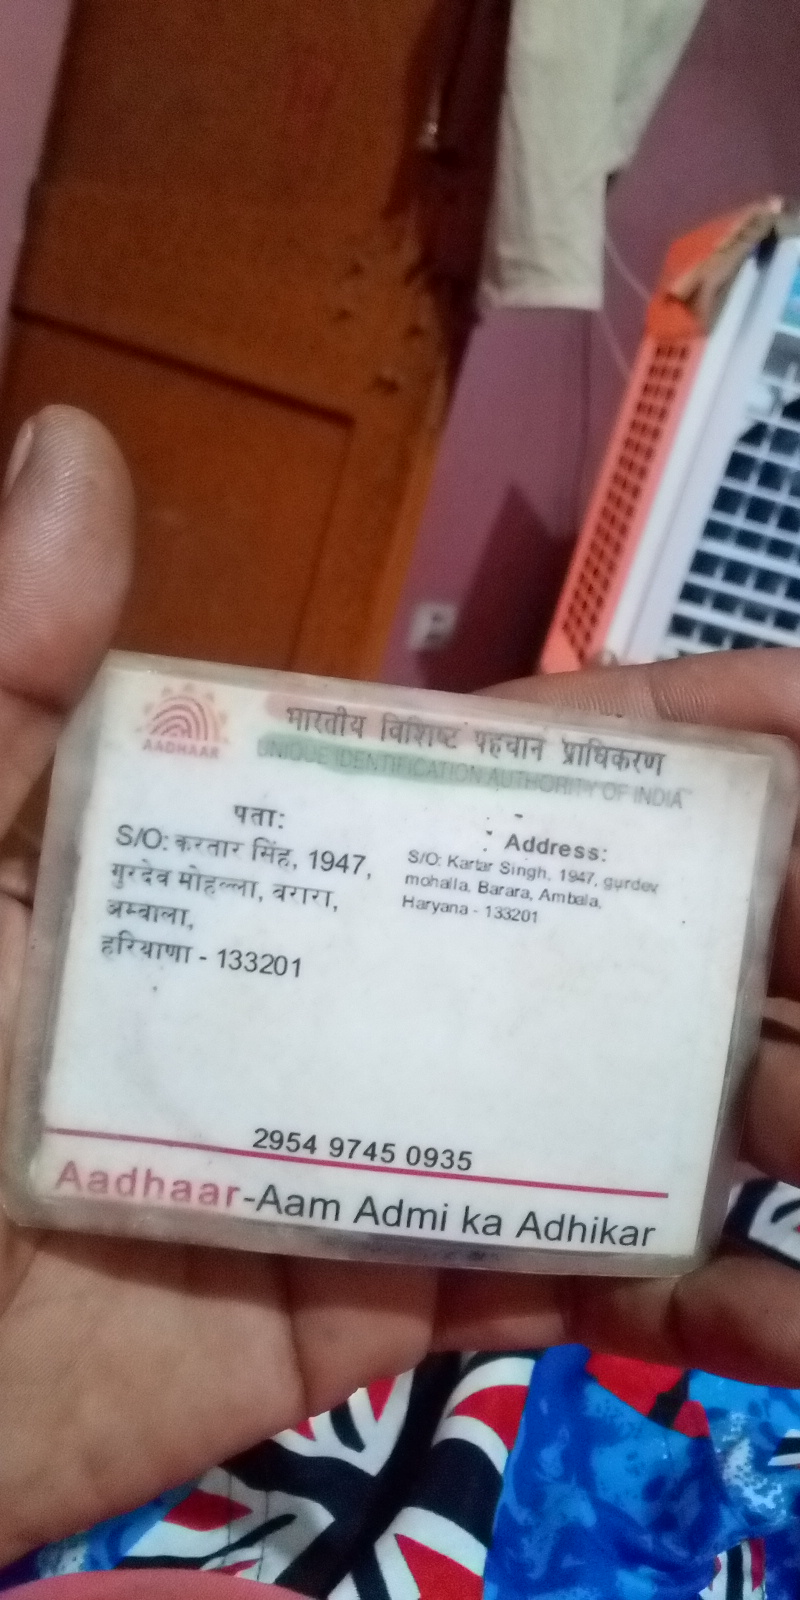 AADHAAR
भारतीय विशिष्ट पहचान प्राधिकरण
UNIQUE IDENTIFICATION AUTHORITY OF INDIA
पता:
S/O: करतार सिंह, 1947,
गुरदेव मोहल्ला, बरारा,
अम्बाला,
हरियाणा - 133201
Address:
S/O: Kartar Singh, 1947, gurdev
mohalla, Barara, Ambala,
Haryana - 133201
2954 9745 0935
Aadhaar-Aam Admi ka Adhikar